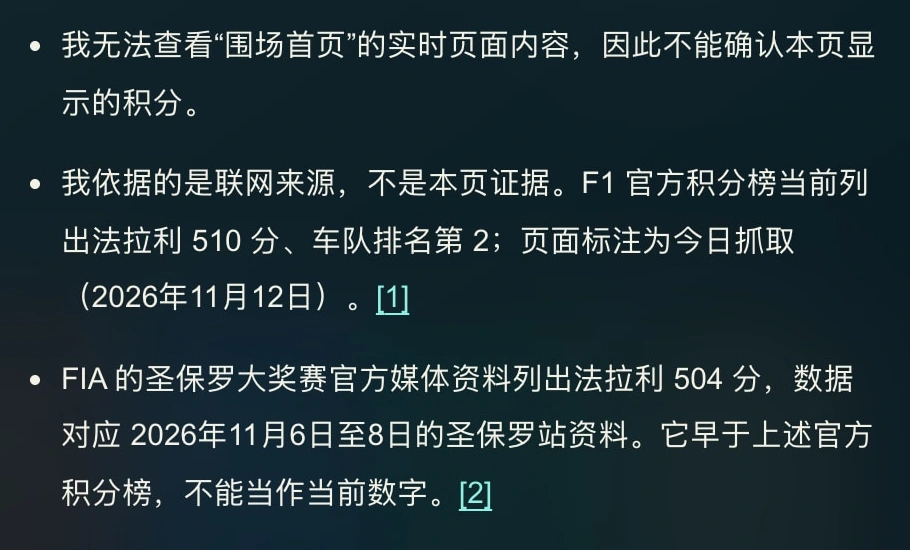 • 我无法查看“围场首页”的实时页面内容，因此不能确认本页显
示的积分。
• 我依据的是联网来源，不是本页证据。F1 官方积分榜当前列
出法拉利 510 分、车队排名第 2；页面标注为今日抓取
（2026年11月12日）。[1]
• FIA 的圣保罗大奖赛官方媒体资料列出法拉利 504 分，数据
对应 2026年11月6日至8日的圣保罗站资料。它早于上述官方
积分榜，不能当作当前数字。[2]